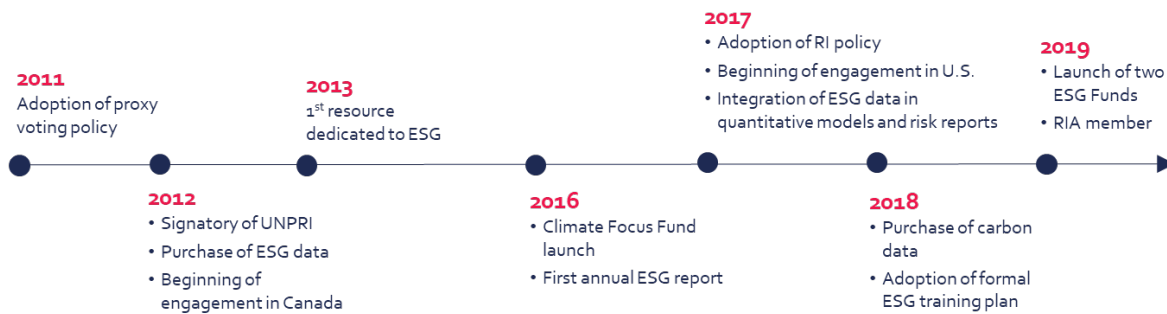 2011
Adoption of proxy
voting policy
2012
• Signatory of UNPRI
• Purchase of ESG data
• Beginning of
engagement in Canada
2013
1st resource
dedicated to ESG
2016
• Climate Focus Fund
launch
• First annual ESG report
2017
• Adoption of RI policy
• Beginning of engagement in U.S.
• Integration of ESG data in
quantitative models and risk reports
2018
• Purchase of carbon
data
• Adoption of formal
ESG training plan
2019
• Launch of two
ESG Funds
• RIA member